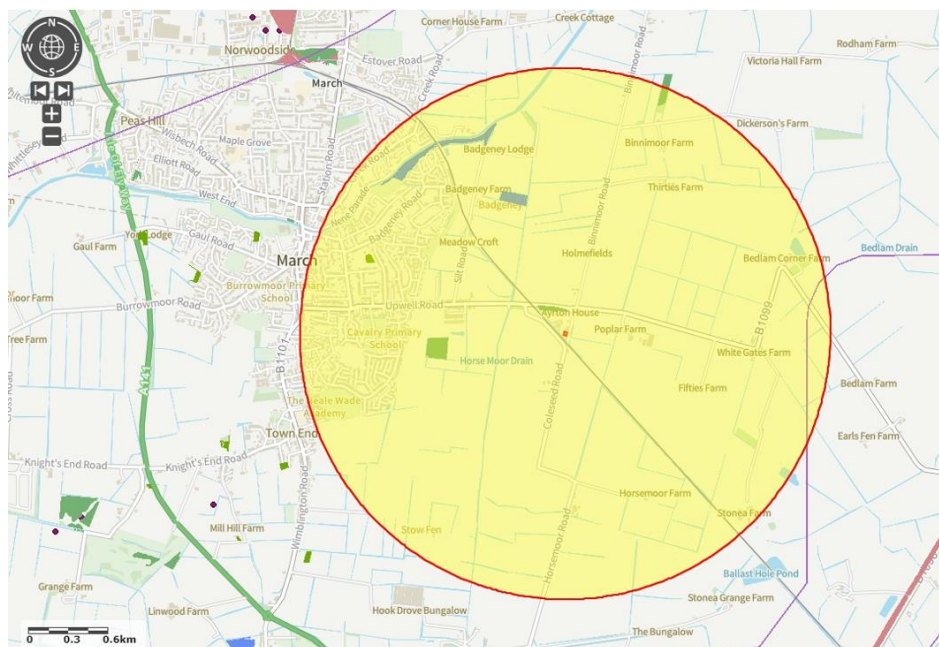 Corner House Farm
Creek Cottage
Rodham Farm
N
W
E
S
Norwoodside
Estover Road
Victoria Hall Farm
March
Creek Road
Binnimoor Road
Peas Hill
Wisbech Road
Maple Grove
Station Road
Dickerson's Farm
Elliott Road
Badgeney Lodge
Binnimoor Farm
West End
Nene Parade
Badgeney Road
Badgeney Farm
Badgeney
Thirties Farm
Binnimoor Road
Gaul Road
Gaul Farm
Meadow Croft
Silt Road
Holmefields
Bedlam Drain
March
Bedlam Corner Farm
Burrowmoor Primary
School
Burrowmoor Road
Upwell Road
Ayrton House
B1099
Tree Farm
Cavalry Primary
School
Poplar Farm
White Gates Farm
B1101
Horse Moor Drain
A141
Coleseed Road
Fifties Farm
Bedlam Farm
The Neale Wade
Academy
Town End
Earls Fen Farm
Knight's End Road
Knight's End Road
Wimblington Road
Horsemoor Farm
Stonea Farm
Mill Hill Farm
Stow Fen
Horsemoor Road
Ballast Hole Pond
Grange Farm
Linwood Farm
Hook Drove Bungalow
Stonea Grange Farm
The Bungalow
0 0.3 0.6km